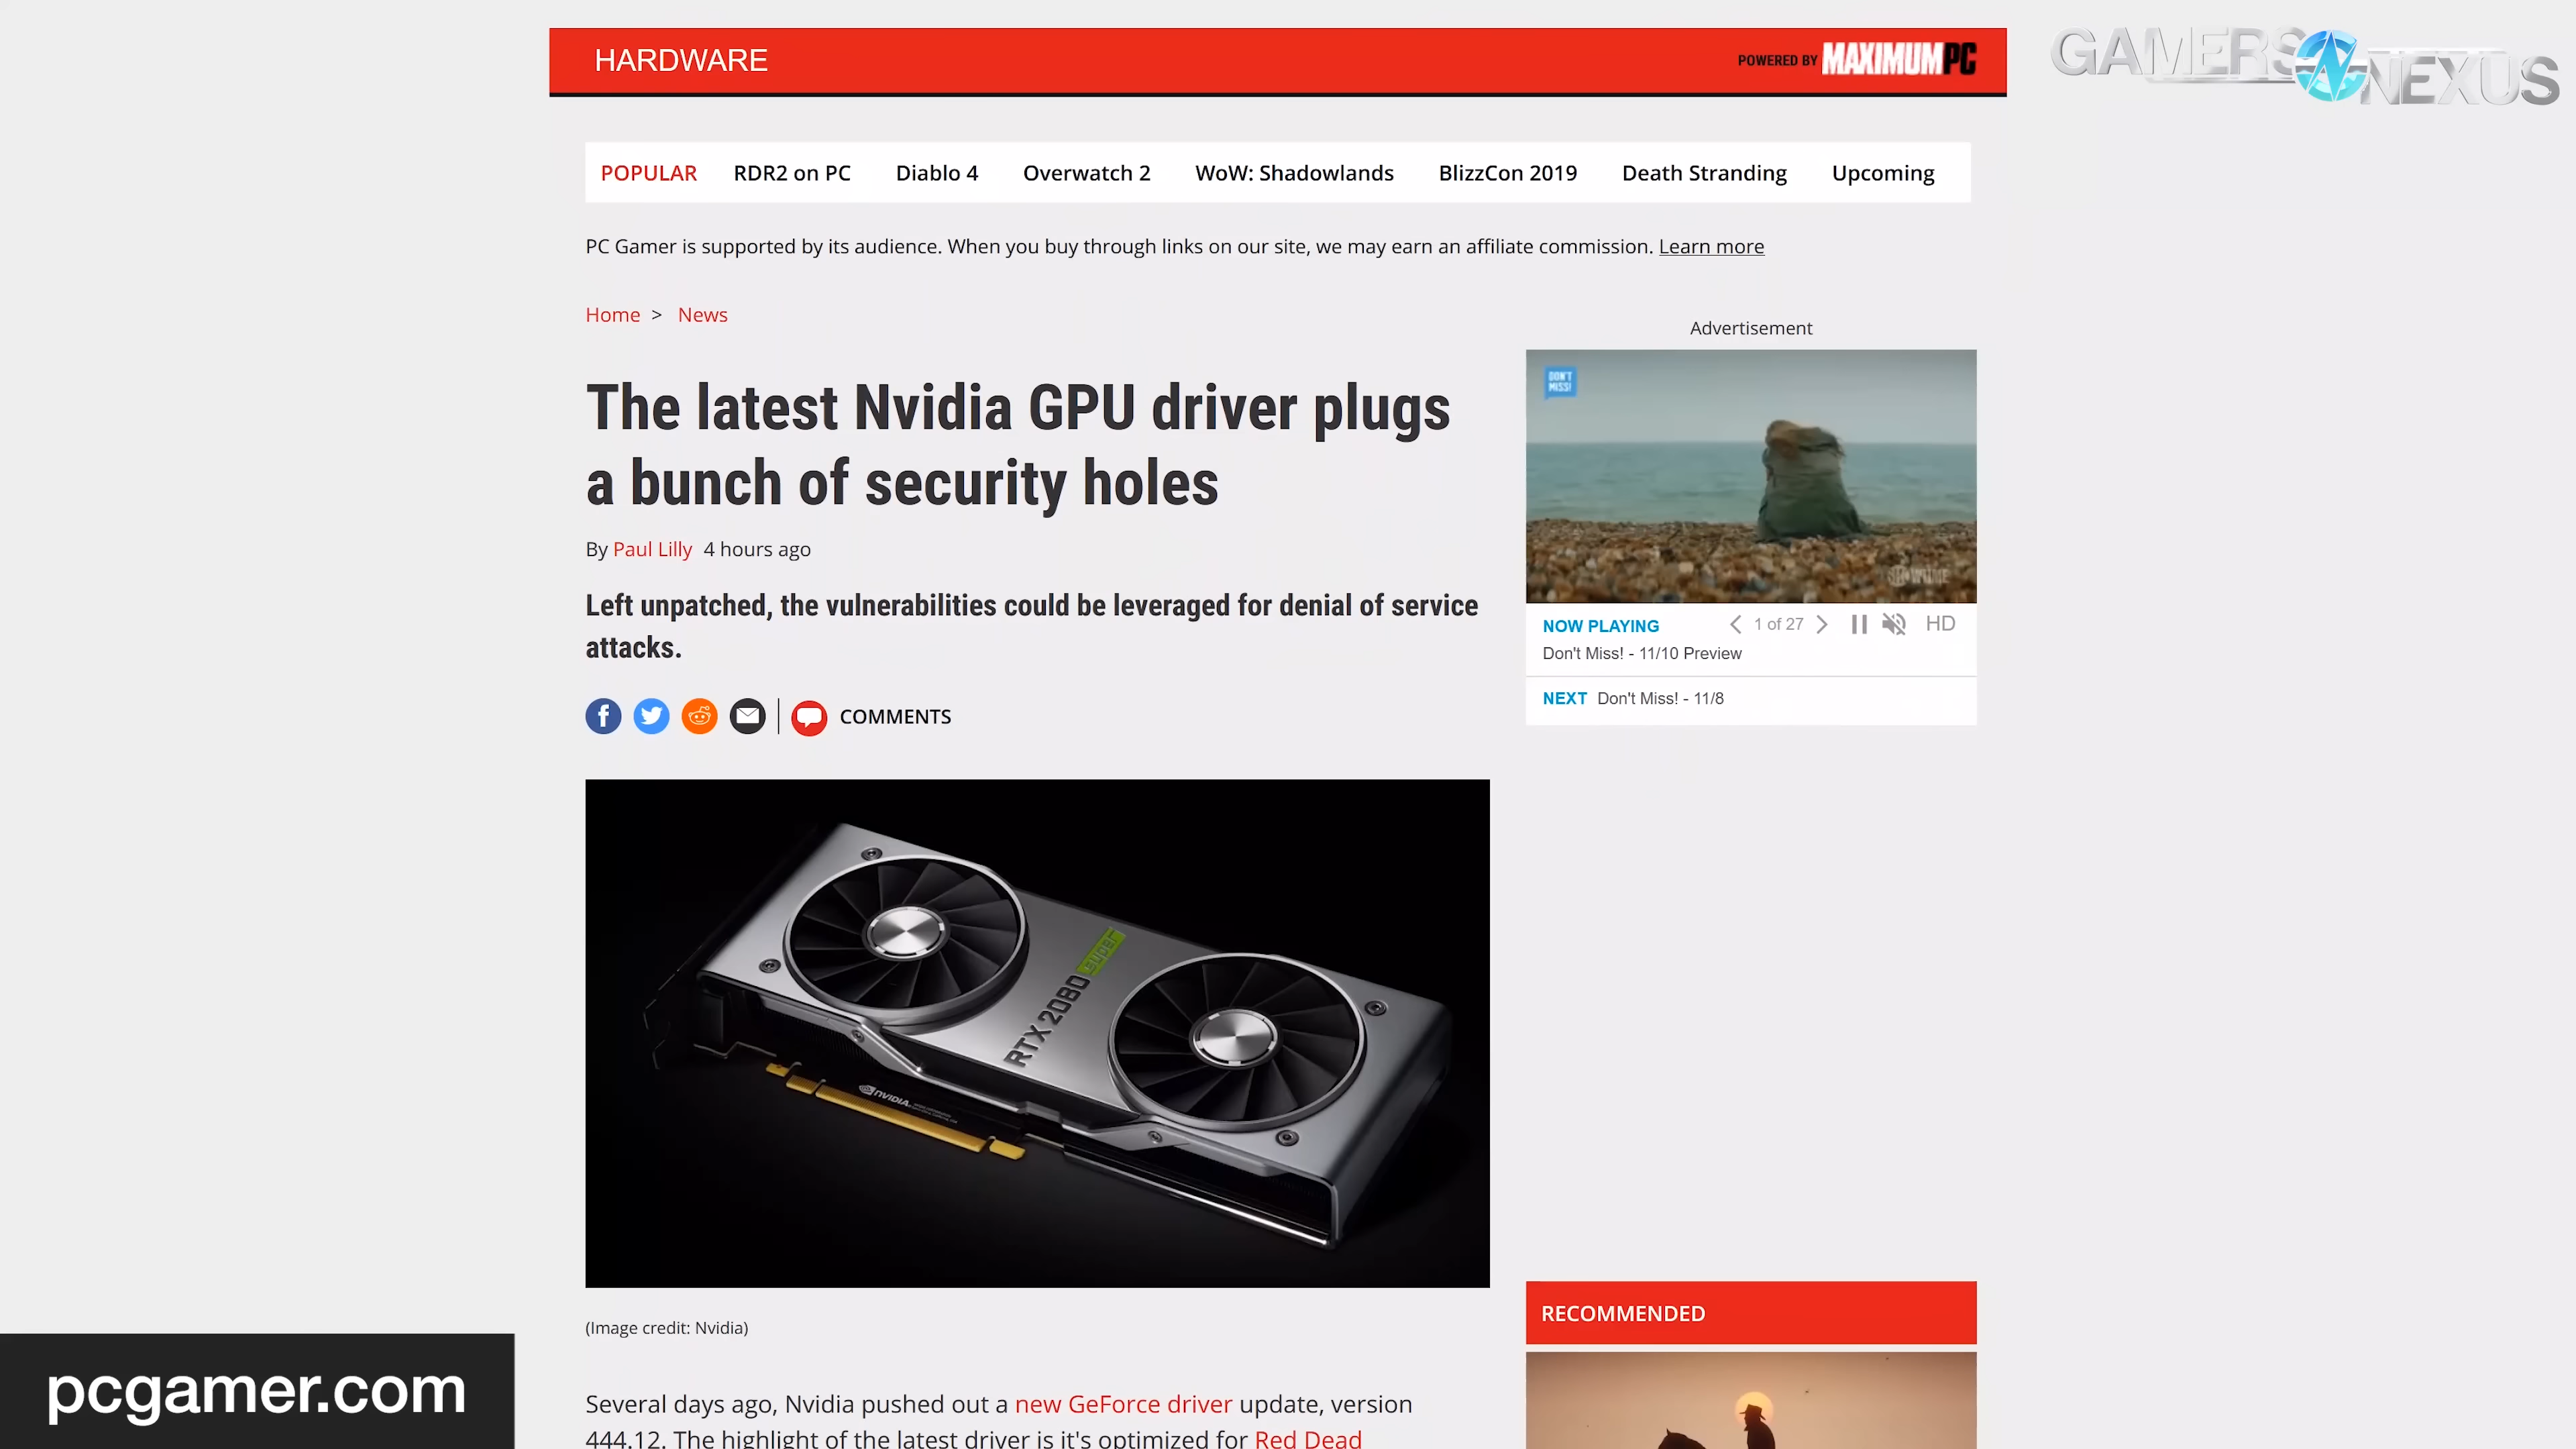 HARDWARE
POWERED BY MAXIMUMPC
GAMERS NEXUS
POPULAR RDR2 on PC Diablo 4 Overwatch 2 WoW: Shadowlands BlizzCon 2019 Death Stranding Upcoming
PC Gamer is supported by its audience. When you buy through links on our site, we may earn an affiliate commission. Learn more
Home > News
The latest Nvidia GPU driver plugs
a bunch of security holes
By Paul Lilly 4 hours ago
Left unpatched, the vulnerabilities could be leveraged for denial of service
attacks.
COMMENTS
Advertisement
DON'T
MISS!
SHOWTIME
NOW PLAYING 1 of 27 HD
Don't Miss! - 11/10 Preview
NEXT Don't Miss! - 11/8
RTX 2080 SUPER
NVIDIA
(Image credit: Nvidia)
Several days ago, Nvidia pushed out a new GeForce driver update, version
444.12. The highlight of the latest driver is it's optimized for Red Dead
RECOMMENDED
pcgamer.com